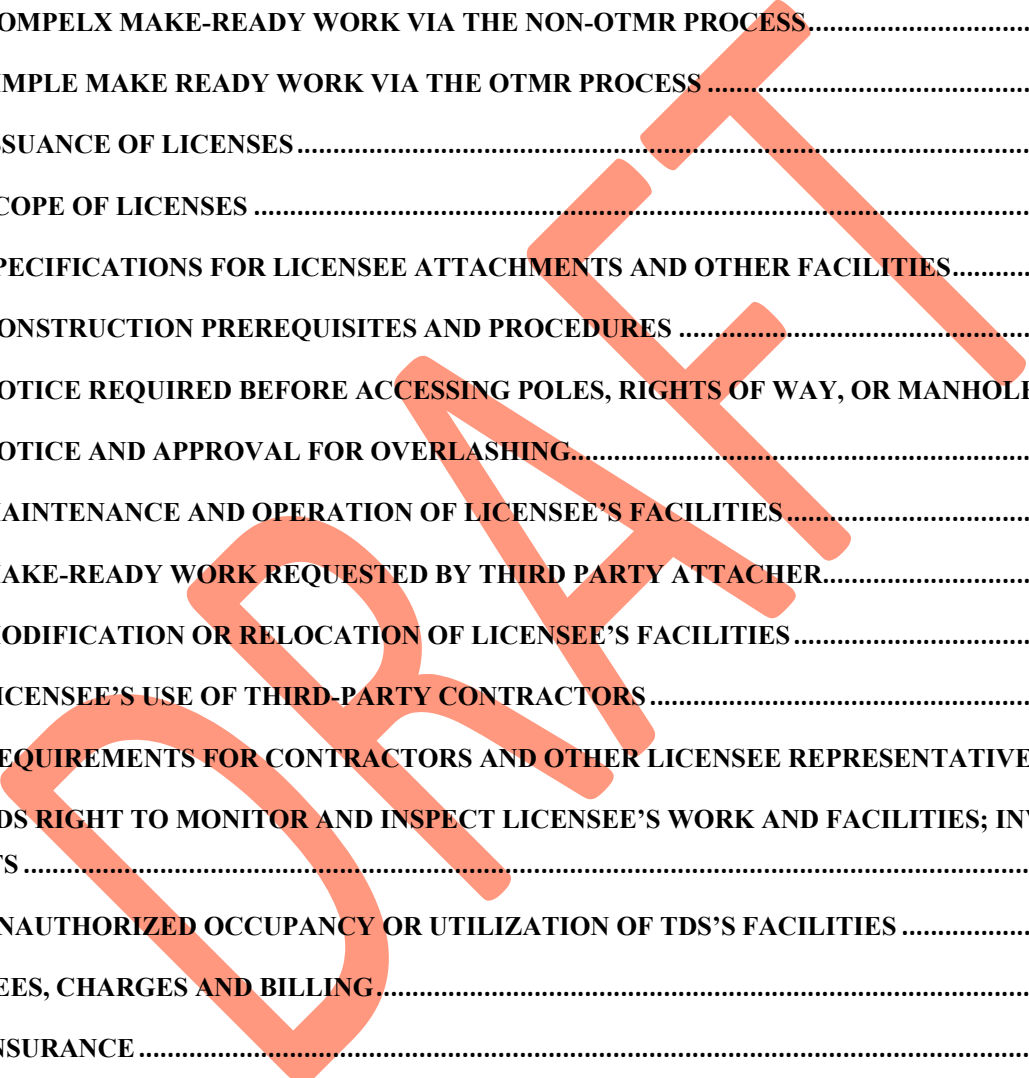 OMPELX MAKE-READY WORK VIA THE NON-OTMR PROCESS................................
IMPLE MAKE READY WORK VIA THE OTMR PROCESS ................................................
SSUANCE OF LICENSES ........................................................................................................
COPE OF LICENSES ................................................................................................................
PECIFICATIONS FOR LICENSEE ATTACHMENTS AND OTHER FACILITIES...........
ONSTRUCTION PREREQUISITES AND PROCEDURES ..................................................
OTICE REQUIRED BEFORE ACCESSING POLES, RIGHTS OF WAY, OR MANHOLE
OTICE AND APPROVAL FOR OVERLASHING..................................................................
AINTENANCE AND OPERATION OF LICENSEE'S FACILITIES ..................................
AKE-READY WORK REQUESTED BY THIRD PARTY ATTACHER..............................
ODIFICATION OR RELOCATION OF LICENSEE'S FACILITIES ..................................
ICENSEE'S USE OF THIRD-PARTY CONTRACTORS ......................................................
EQUIREMENTS FOR CONTRACTORS AND OTHER LICENSEE REPRESENTATIVE
DS RIGHT TO MONITOR AND INSPECT LICENSEE'S WORK AND FACILITIES; INV
TS ..............................................................................................................................................
NAUTHORIZED OCCUPANCY OR UTILIZATION OF TDS'S FACILITIES ..................
EES, CHARGES AND BILLING..............................................................................................
NSURANCE ..............................................................................................................................
DRAFT